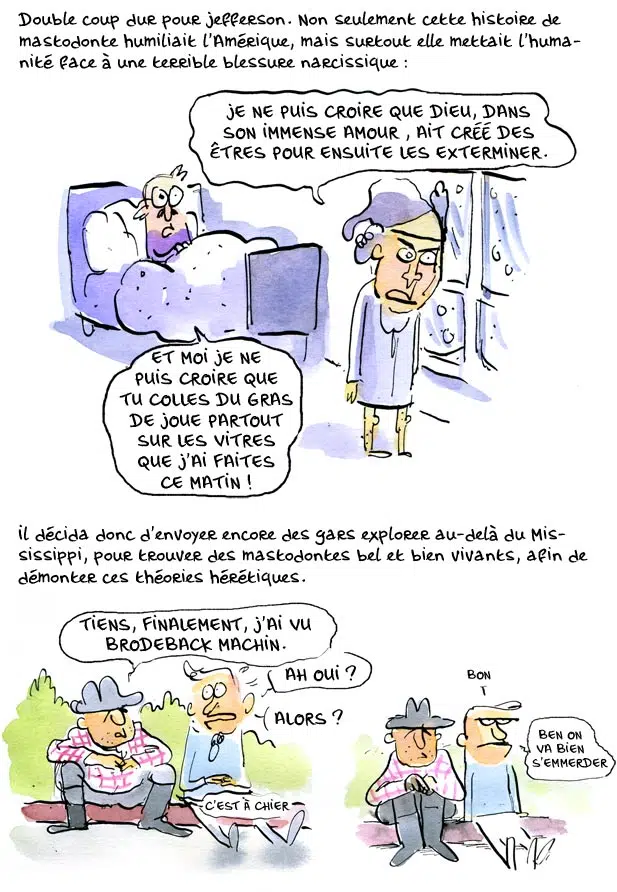 Double coup dur pour jefferson. Non seulement cette histoire de
mastodonte humiliait l'Amérique, mais surtout elle mettait l'huma-
nité face à une terrible blessure narcissique :
JE NE PUIS CROIRE QUE DIEU, DANS
SON IMMENSE AMOUR, AIT CRÉÉ DES
ÊTRES POUR ENSUITE LES EXTERMINER.
ET MOI JE NE
PUIS CROIRE QUE
TU COLLES DU GRAS
DE JOUE PARTOUT
SUR LES VITRES
QUE J'AI FAITES
CE MATIN !
il décida donc d'envoyer encore des gars explorer au-delà du Mis-
sissippi, pour trouver des mastodontes bel et bien vivants, afin de
démonter ces théories hérétiques.
TIENS, FINALEMENT, J'AI VU
BRODEBACK MACHIN.
AH OUI ?
ALORS ?
C'EST À CHIER
BON
BEN ON
VA BIEN
S'EMMERDER